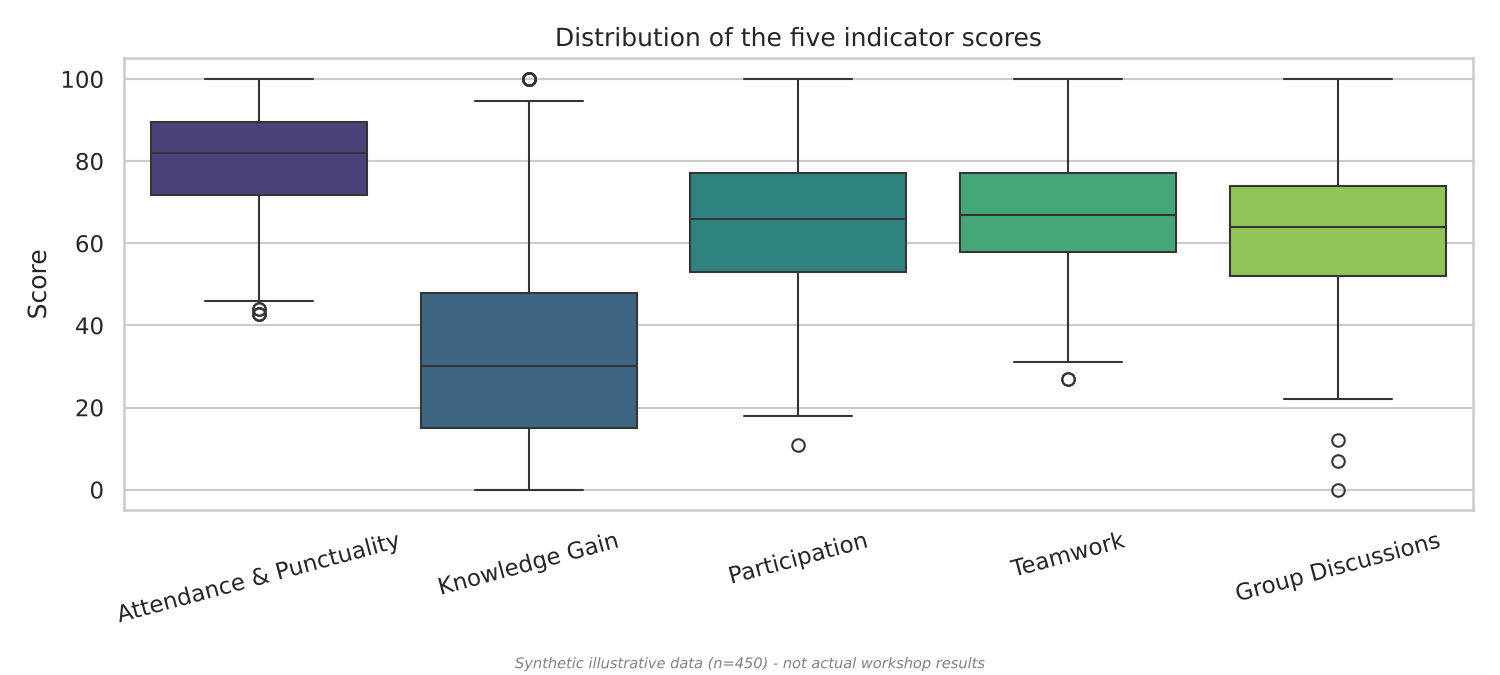 Distribution of the five indicator scores
100
80
60
40
20
0
Score
Attendance & Punctuality
Knowledge Gain
Participation
Teamwork
Group Discussions
Synthetic illustrative data (n=450) - not actual workshop results